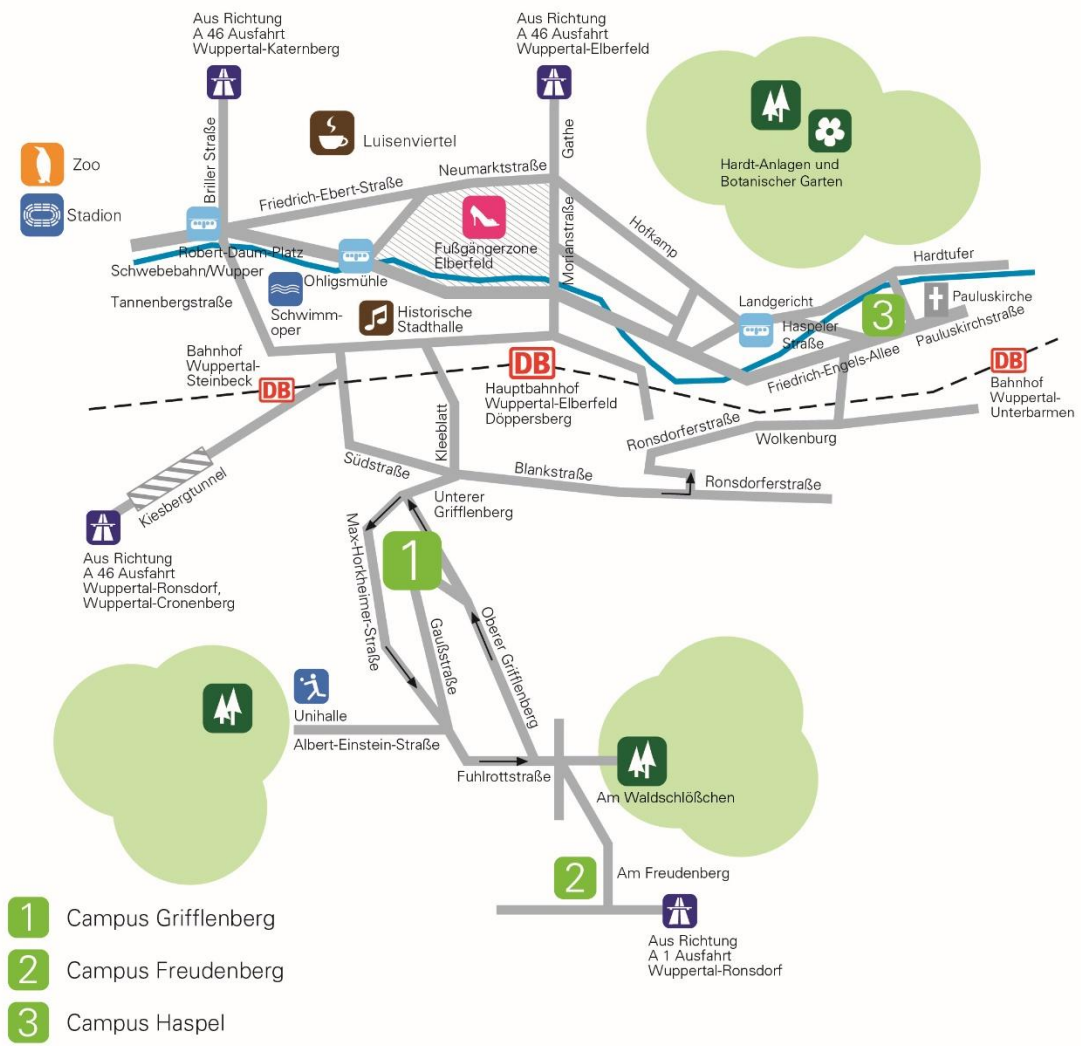 Aus Richtung
A 46 Ausfahrt
Wuppertal-Katernberg
Aus Richtung
A 46 Ausfahrt
Wuppertal-Elberfeld
Briller Straße
Luisenviertel
Gathe
Zoo
Stadion
Friedrich-Ebert-Straße
Neumarktstraße
Hardt-Anlagen und
Botanischer Garten
Hofkamp
Morianstraße
Fußgängerzone
Elberfeld
Robert-Daum-Platz
Schwebebahn/Wupper
Ohligsmühle
Hardtufer
Tannenbergstraße
Schwimm-
oper
Historische
Stadthalle
Landgericht
Haspeler
Straße
3
Pauluskirche
Pauluskirchstraße
Friedrich-Engels-Allee
Bahnhof
Wuppertal-
Steinbeck
DB
DB
Hauptbahnhof
Wuppertal-Elberfeld
Döppersberg
DB
Bahnhof
Wuppertal-
Unterbarmen
Ronsdorferstraße
Wolkenburg
Kleeblatt
Südstraße
Blankstraße
Ronsdorferstraße
Kiesbergtunnel
Unterer
Grifflenberg
Aus Richtung
A 46 Ausfahrt
Wuppertal-Ronsdorf,
Wuppertal-Cronenberg
1
Max-Horkheimer-Straße
Gaußstraße
Oberer Grifflenberg
Unihalle
Albert-Einstein-Straße
Fuhlrottstraße
Am Waldschlößchen
2
Am Freudenberg
Aus Richtung
A 1 Ausfahrt
Wuppertal-Ronsdorf
1 Campus Grifflenberg
2 Campus Freudenberg
3 Campus Haspel